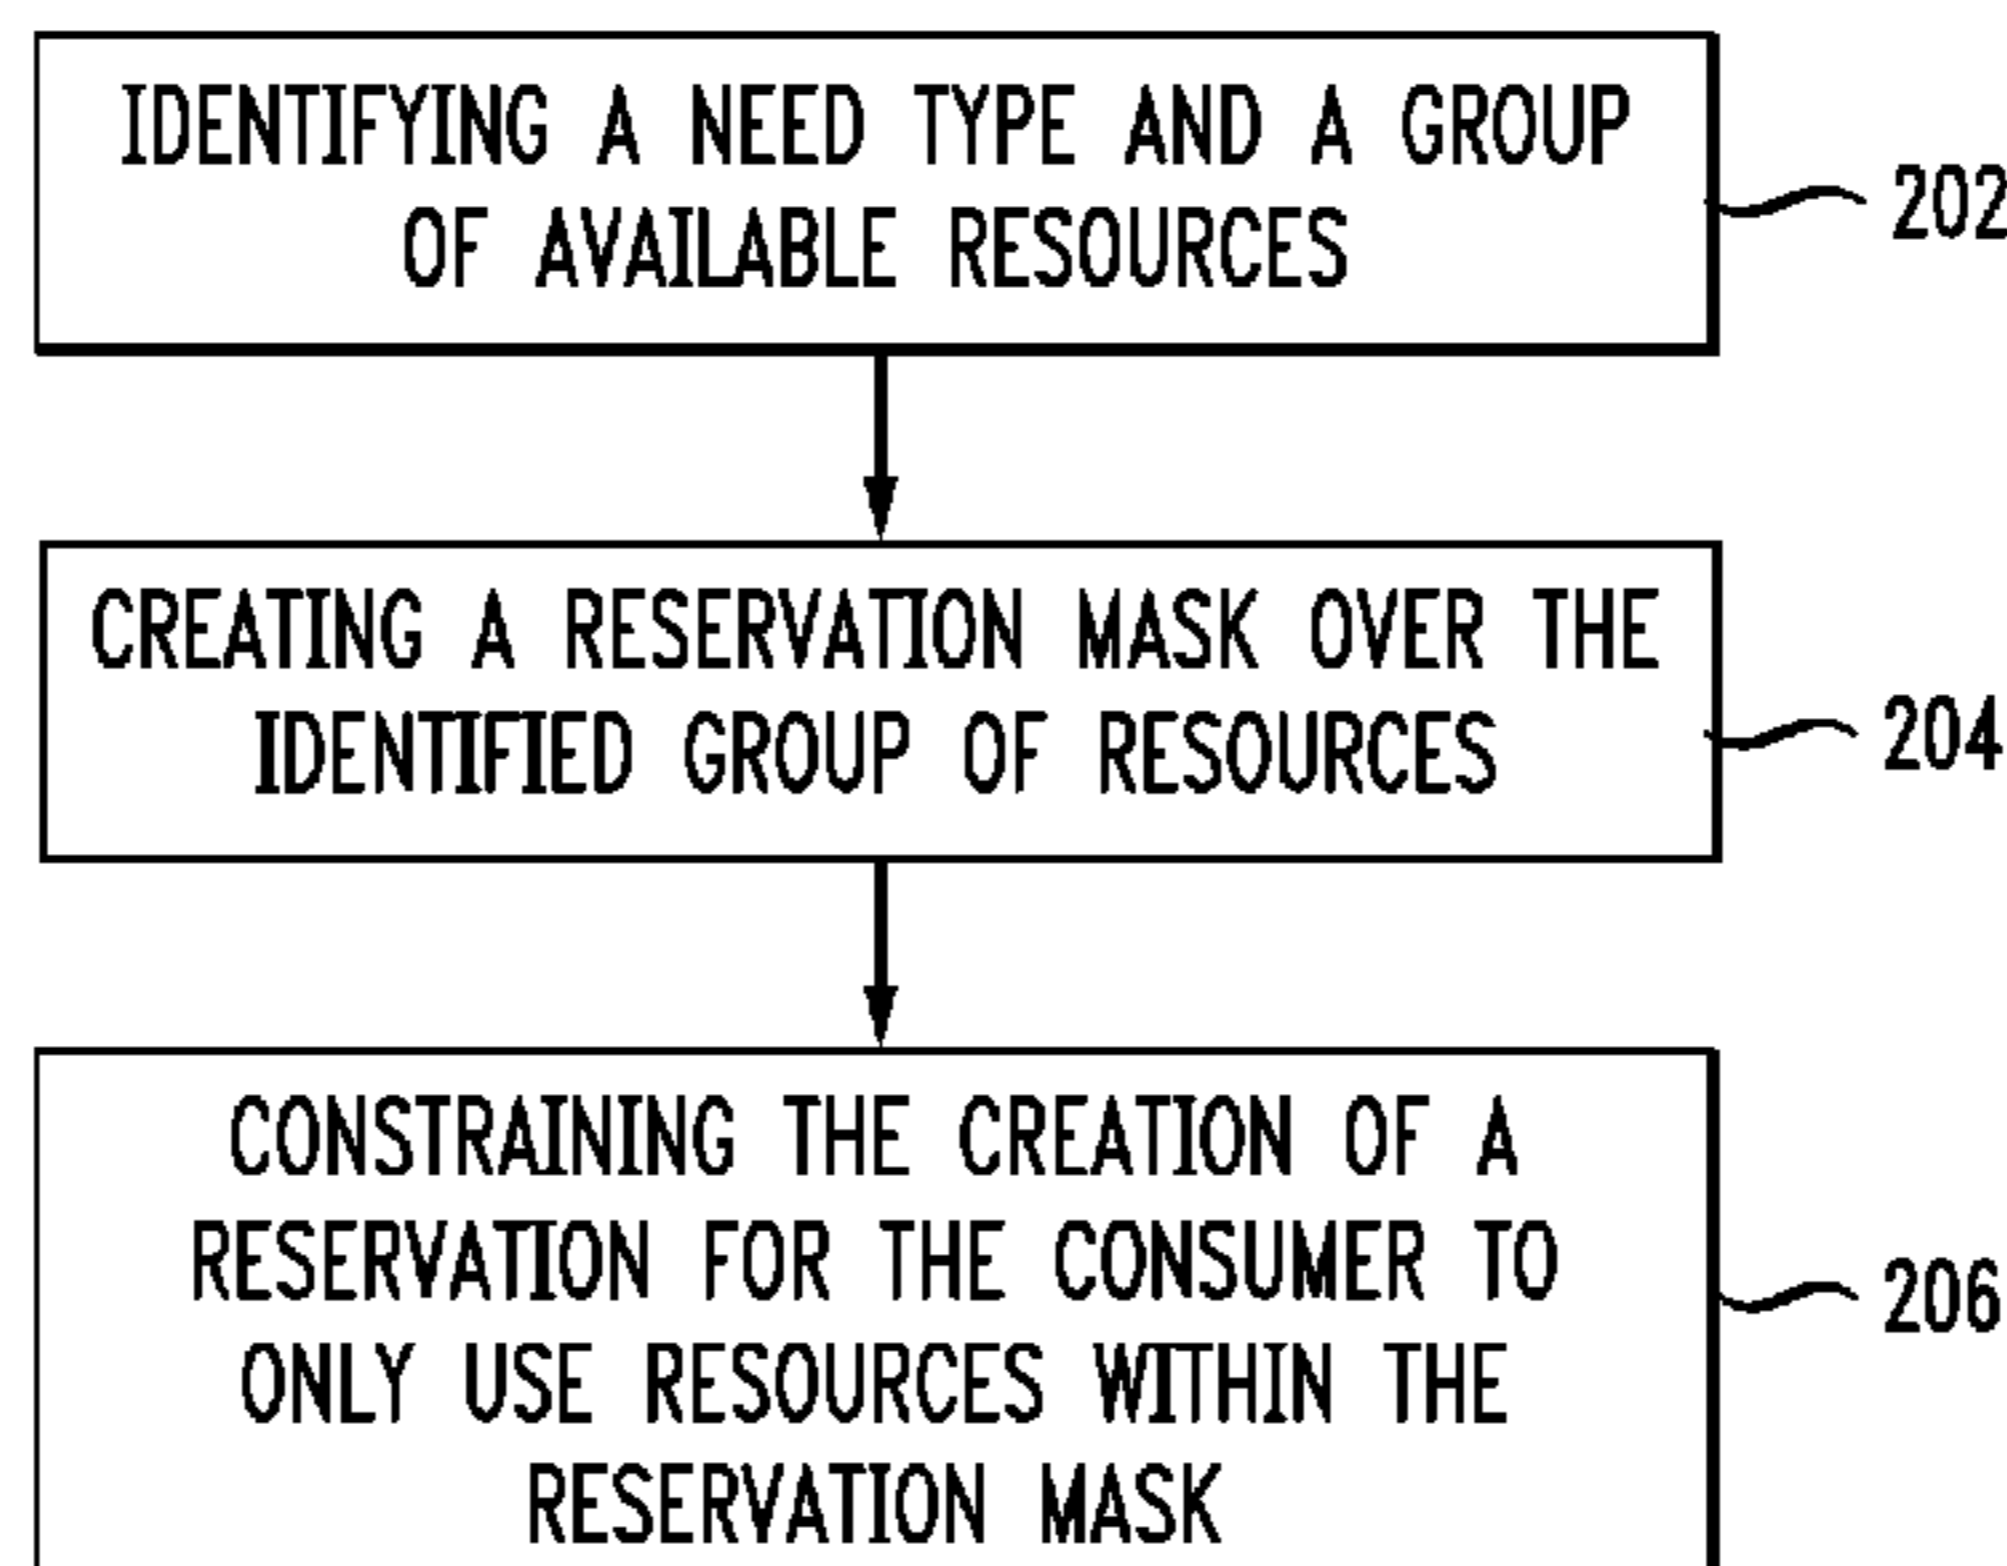 IDENTIFYING A NEED TYPE AND A GROUP
OF AVAILABLE RESOURCES
202
CREATING A RESERVATION MASK OVER THE
IDENTIFIED GROUP OF RESOURCES
204
CONSTRAINING THE CREATION OF A
RESERVATION FOR THE CONSUMER TO
ONLY USE RESOURCES WITHIN THE
RESERVATION MASK
206